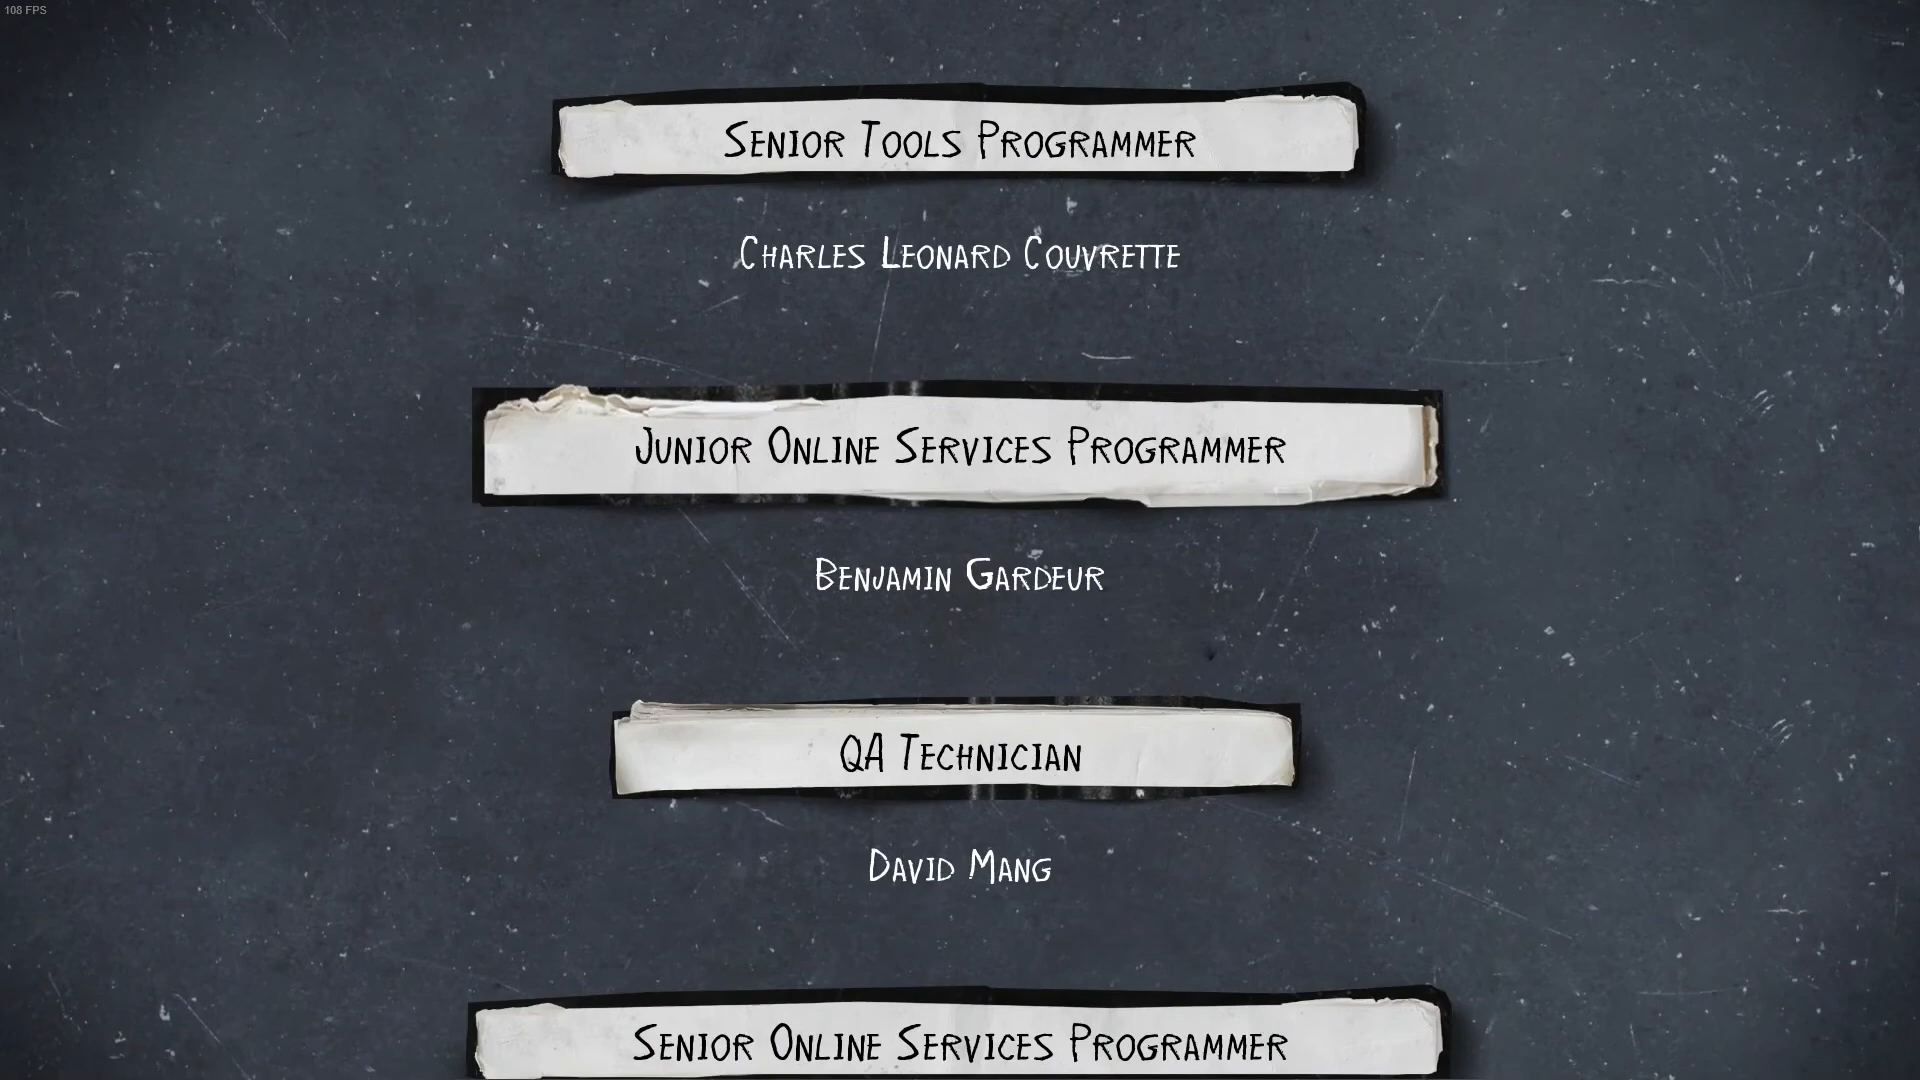 108 FPS
Senior Tools Programmer
Charles Leonard Couvrette
Junior Online Services Programmer
Benjamin Gardeur
QA Technician
David Mang
Senior Online Services Programmer